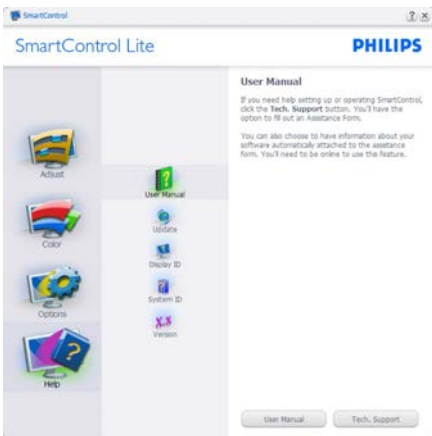 SmartControl
SmartControl Lite
PHILIPS
Adjust
Color
Options
Help
User Manual
Update
Display ID
System ID
Version
User Manual
If you need help setting up or operating SmartControl,
click the Tech. Support button. You'll have the
option to fill out an Assistance Form.
You can also choose to have information about your
software automatically attached to the assistance
form. You'll need to be online to use this feature.
User Manual
Tech. Support